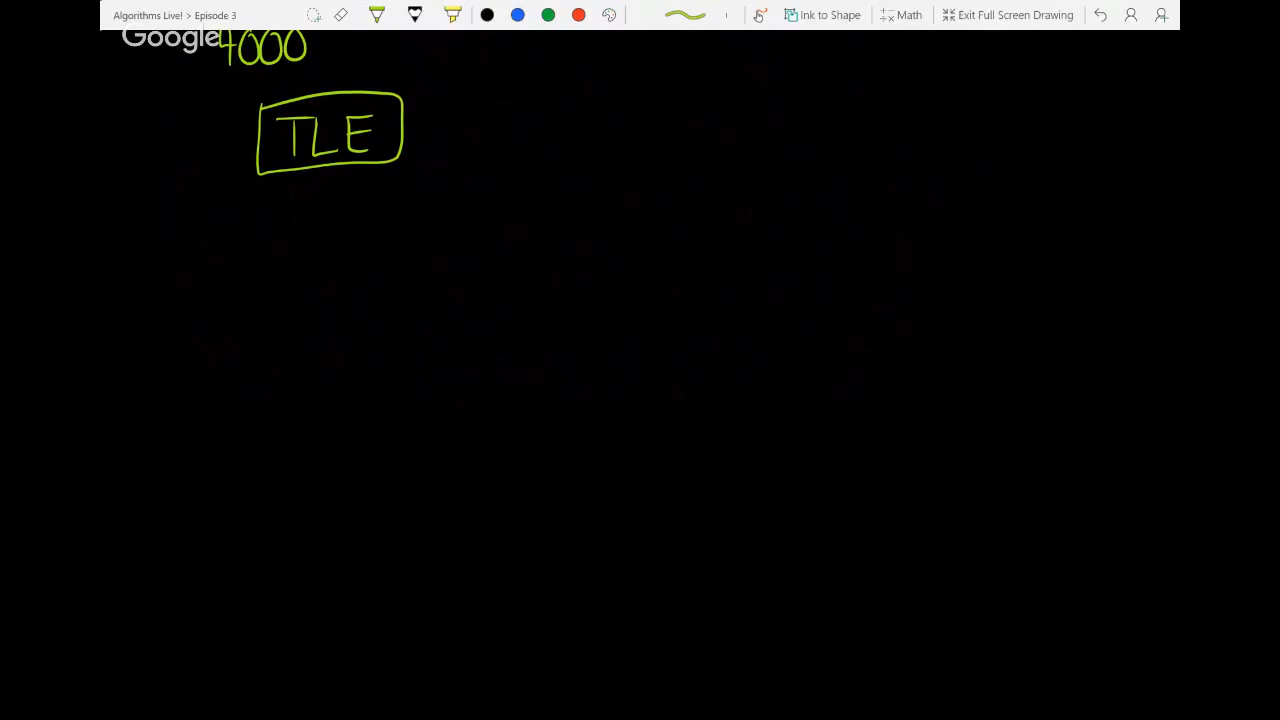 Algorithms Live! > Episode 3 Ink to Shape Math Exit Full Screen Drawing
Google 4000
TLE